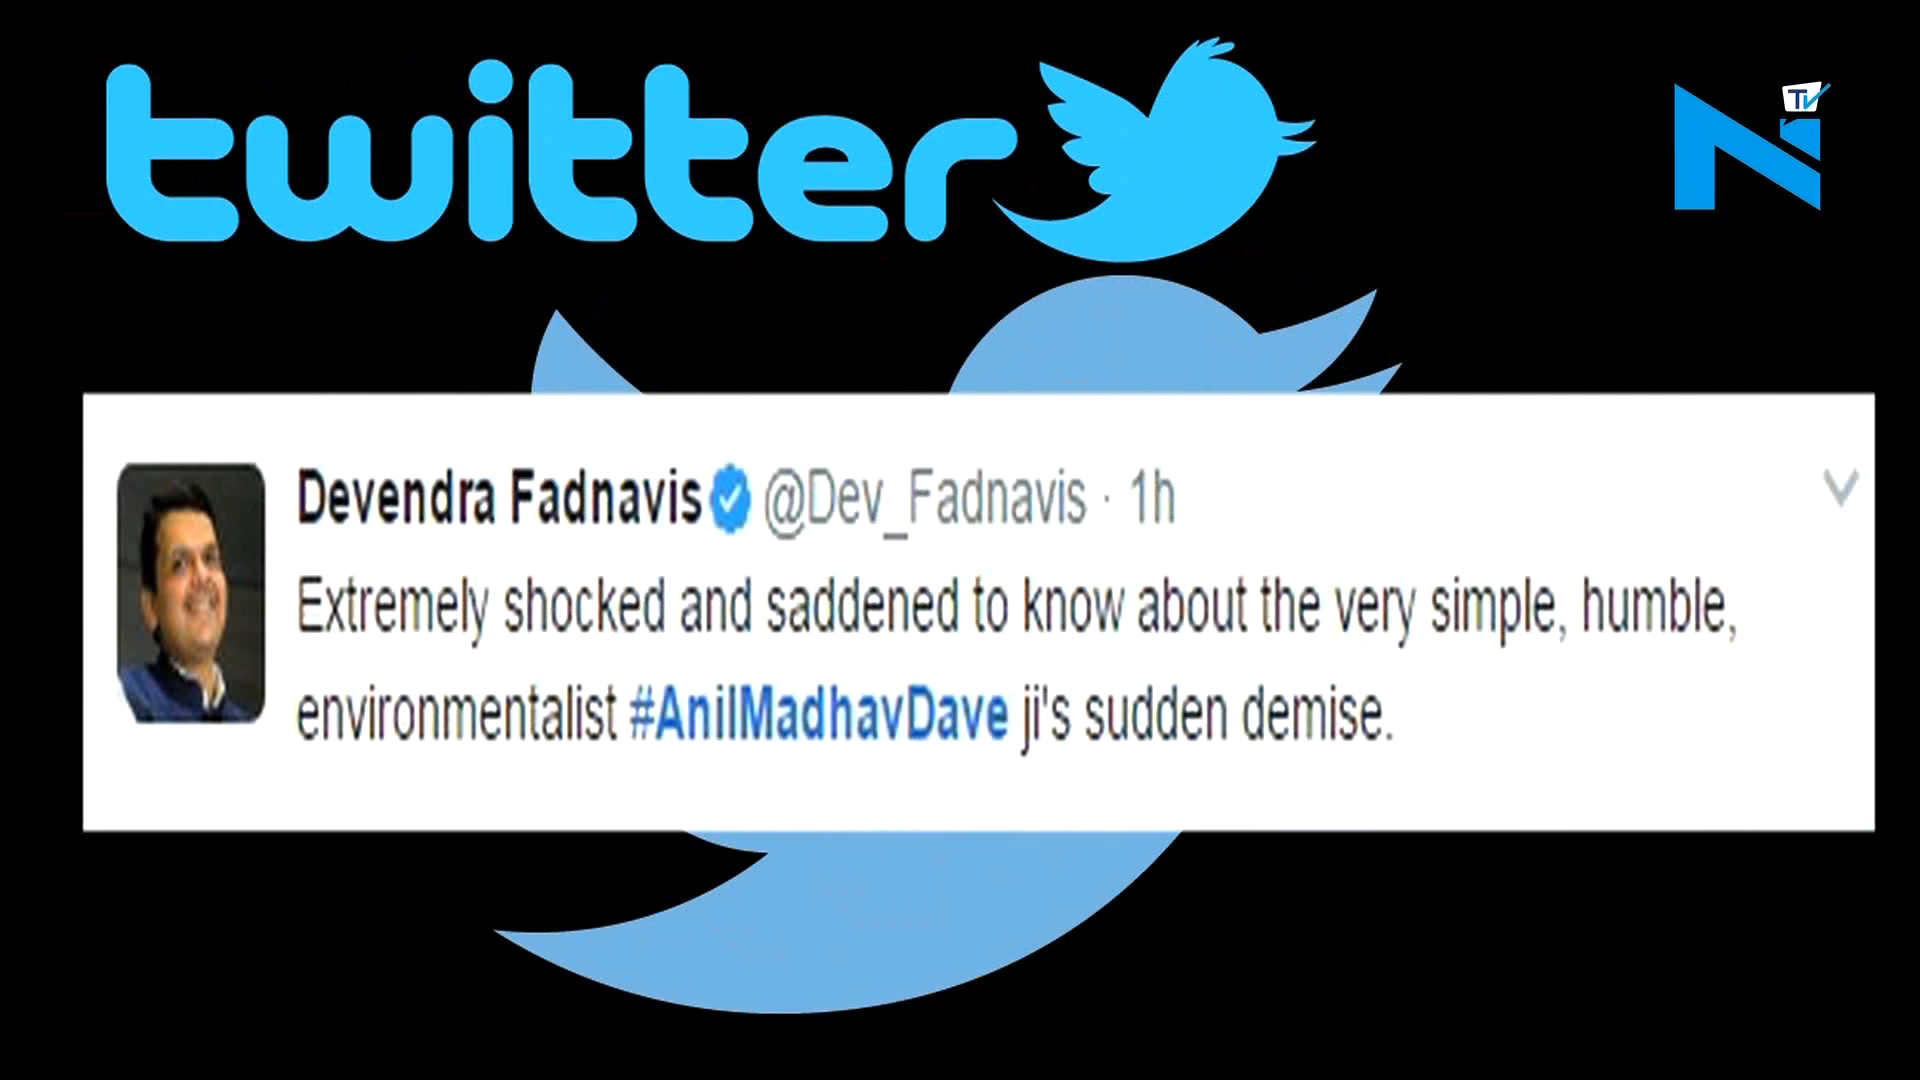 twitter
TV
Devendra Fadnavis @Dev_Fadnavis · 1h
Extremely shocked and saddened to know about the very simple, humble,
environmentalist #AnilMadhavDave ji's sudden demise.